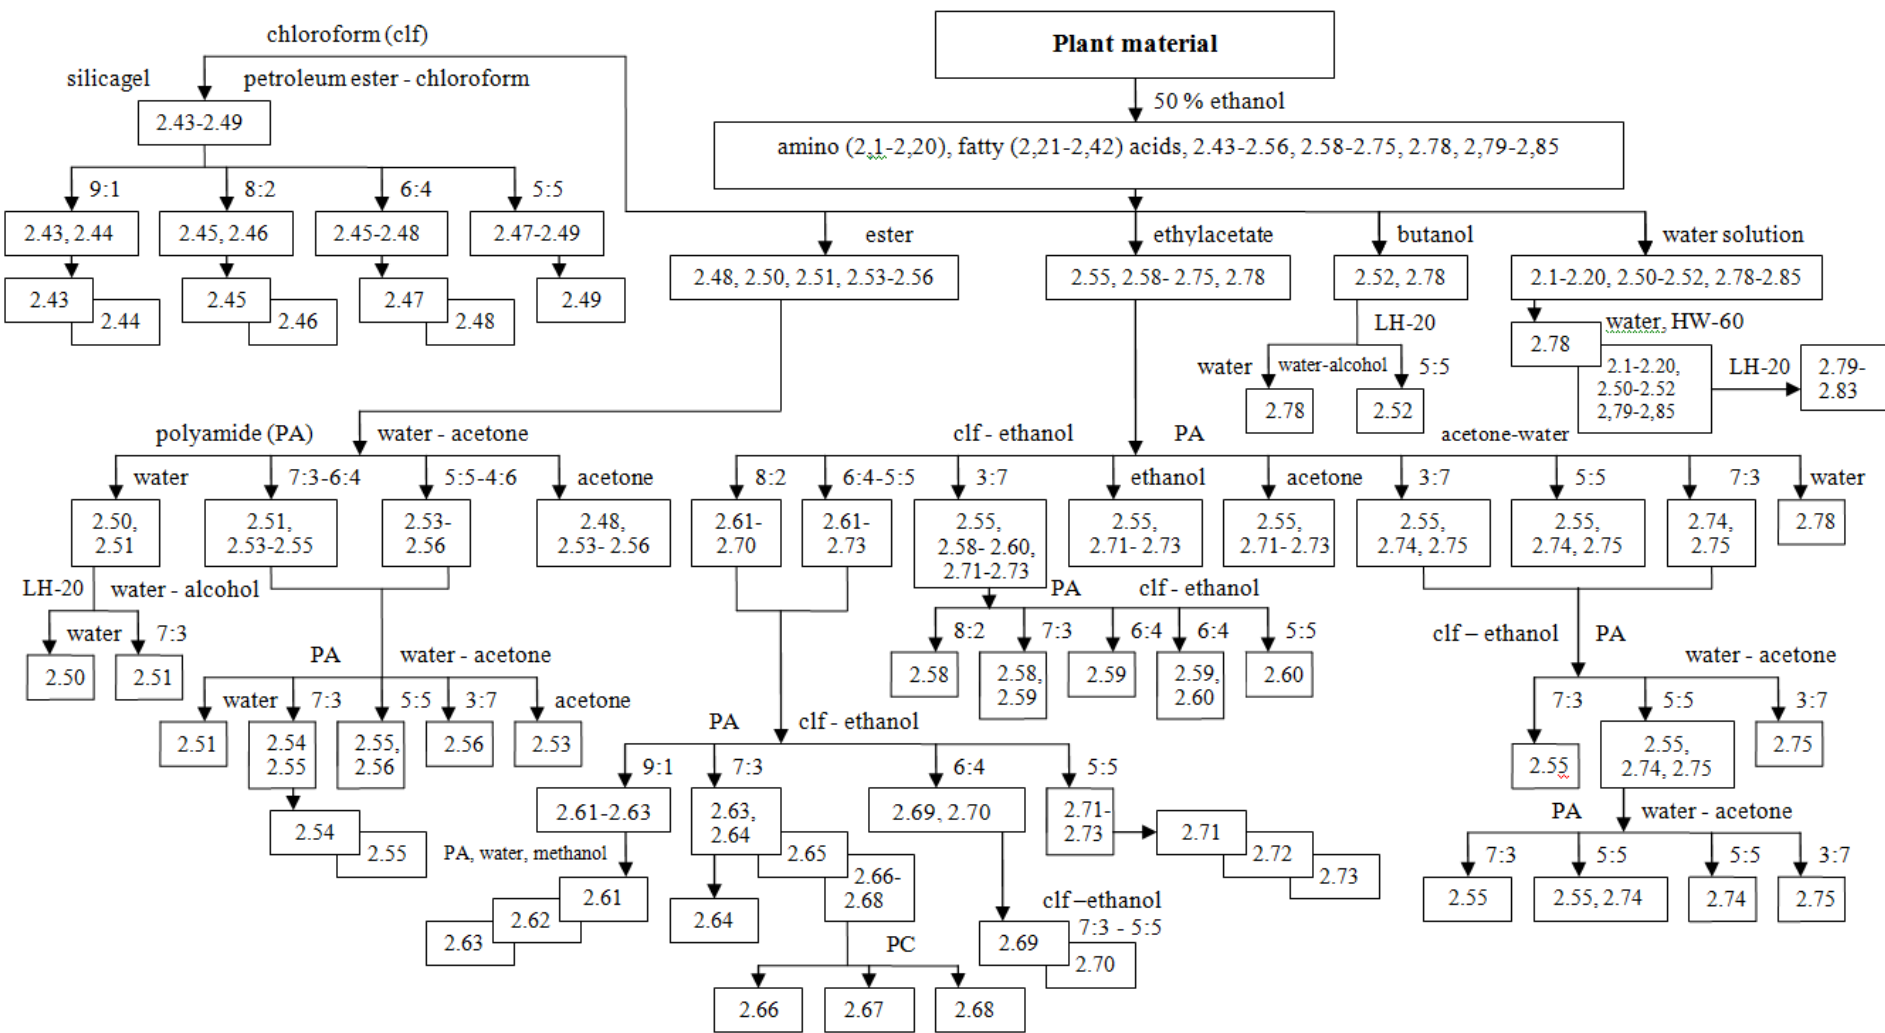 chloroform (clf)
Plant material
silicagel
petroleum ester - chloroform
50 % ethanol
2.43-2.49
amino (2,1-2,20), fatty (2,21-2,42) acids, 2.43-2.56, 2.58-2.75, 2.78, 2,79-2,85
9:1
8:2
6:4
5:5
2.43, 2.44
2.45, 2.46
2.45-2.48
2.47-2.49
ester
ethylacetate
butanol
water solution
2.48, 2.50, 2.51, 2.53-2.56
2.55, 2.58- 2.75, 2.78
2.52, 2.78
2.1-2.20, 2.50-2.52, 2.78-2.85
2.43
2.44
2.45
2.46
2.47
2.48
2.49
LH-20
water, HW-60
2.78
water
water-alcohol
5:5
2.1-2.20,
2.50-2.52
2,79-2,85
LH-20
2.79-
2.83
2.78
2.52
polyamide (PA)
water - acetone
clf - ethanol
PA
acetone-water
water
7:3-6:4
5:5-4:6
acetone
8:2
6:4-5:5
3:7
ethanol
acetone
3:7
5:5
7:3
water
2.50,
2.51
2.51,
2.53-2.55
2.53-
2.56
2.48,
2.53- 2.56
2.61-
2.70
2.61-
2.73
2.55,
2.58- 2.60,
2.71-2.73
2.55,
2.71- 2.73
2.55,
2.71- 2.73
2.55,
2.74, 2.75
2.55,
2.74, 2.75
2.74,
2.75
2.78
LH-20
water - alcohol
water
7:3
2.50
2.51
PA
water - acetone
water
7:3
5:5
3:7
acetone
2.51
2.54
2.55
2.55,
2.56
2.56
2.53
2.54
2.55
PA
clf - ethanol
8:2
7:3
6:4
6:4
5:5
2.58
2.58,
2.59
2.59
2.59,
2.60
2.60
clf – ethanol
PA
water - acetone
7:3
5:5
3:7
2.55
2.55,
2.74, 2.75
2.75
PA
water - acetone
7:3
5:5
5:5
3:7
2.55
2.55, 2.74
2.74
2.75
PA
clf - ethanol
9:1
7:3
6:4
5:5
2.61-2.63
2.63,
2.64
2.69, 2.70
2.71-
2.73
2.71
2.72
2.73
2.65
2.66-
2.68
PA, water, methanol
2.61
2.62
2.63
2.64
clf –ethanol
7:3 - 5:5
2.69
2.70
PC
2.66
2.67
2.68